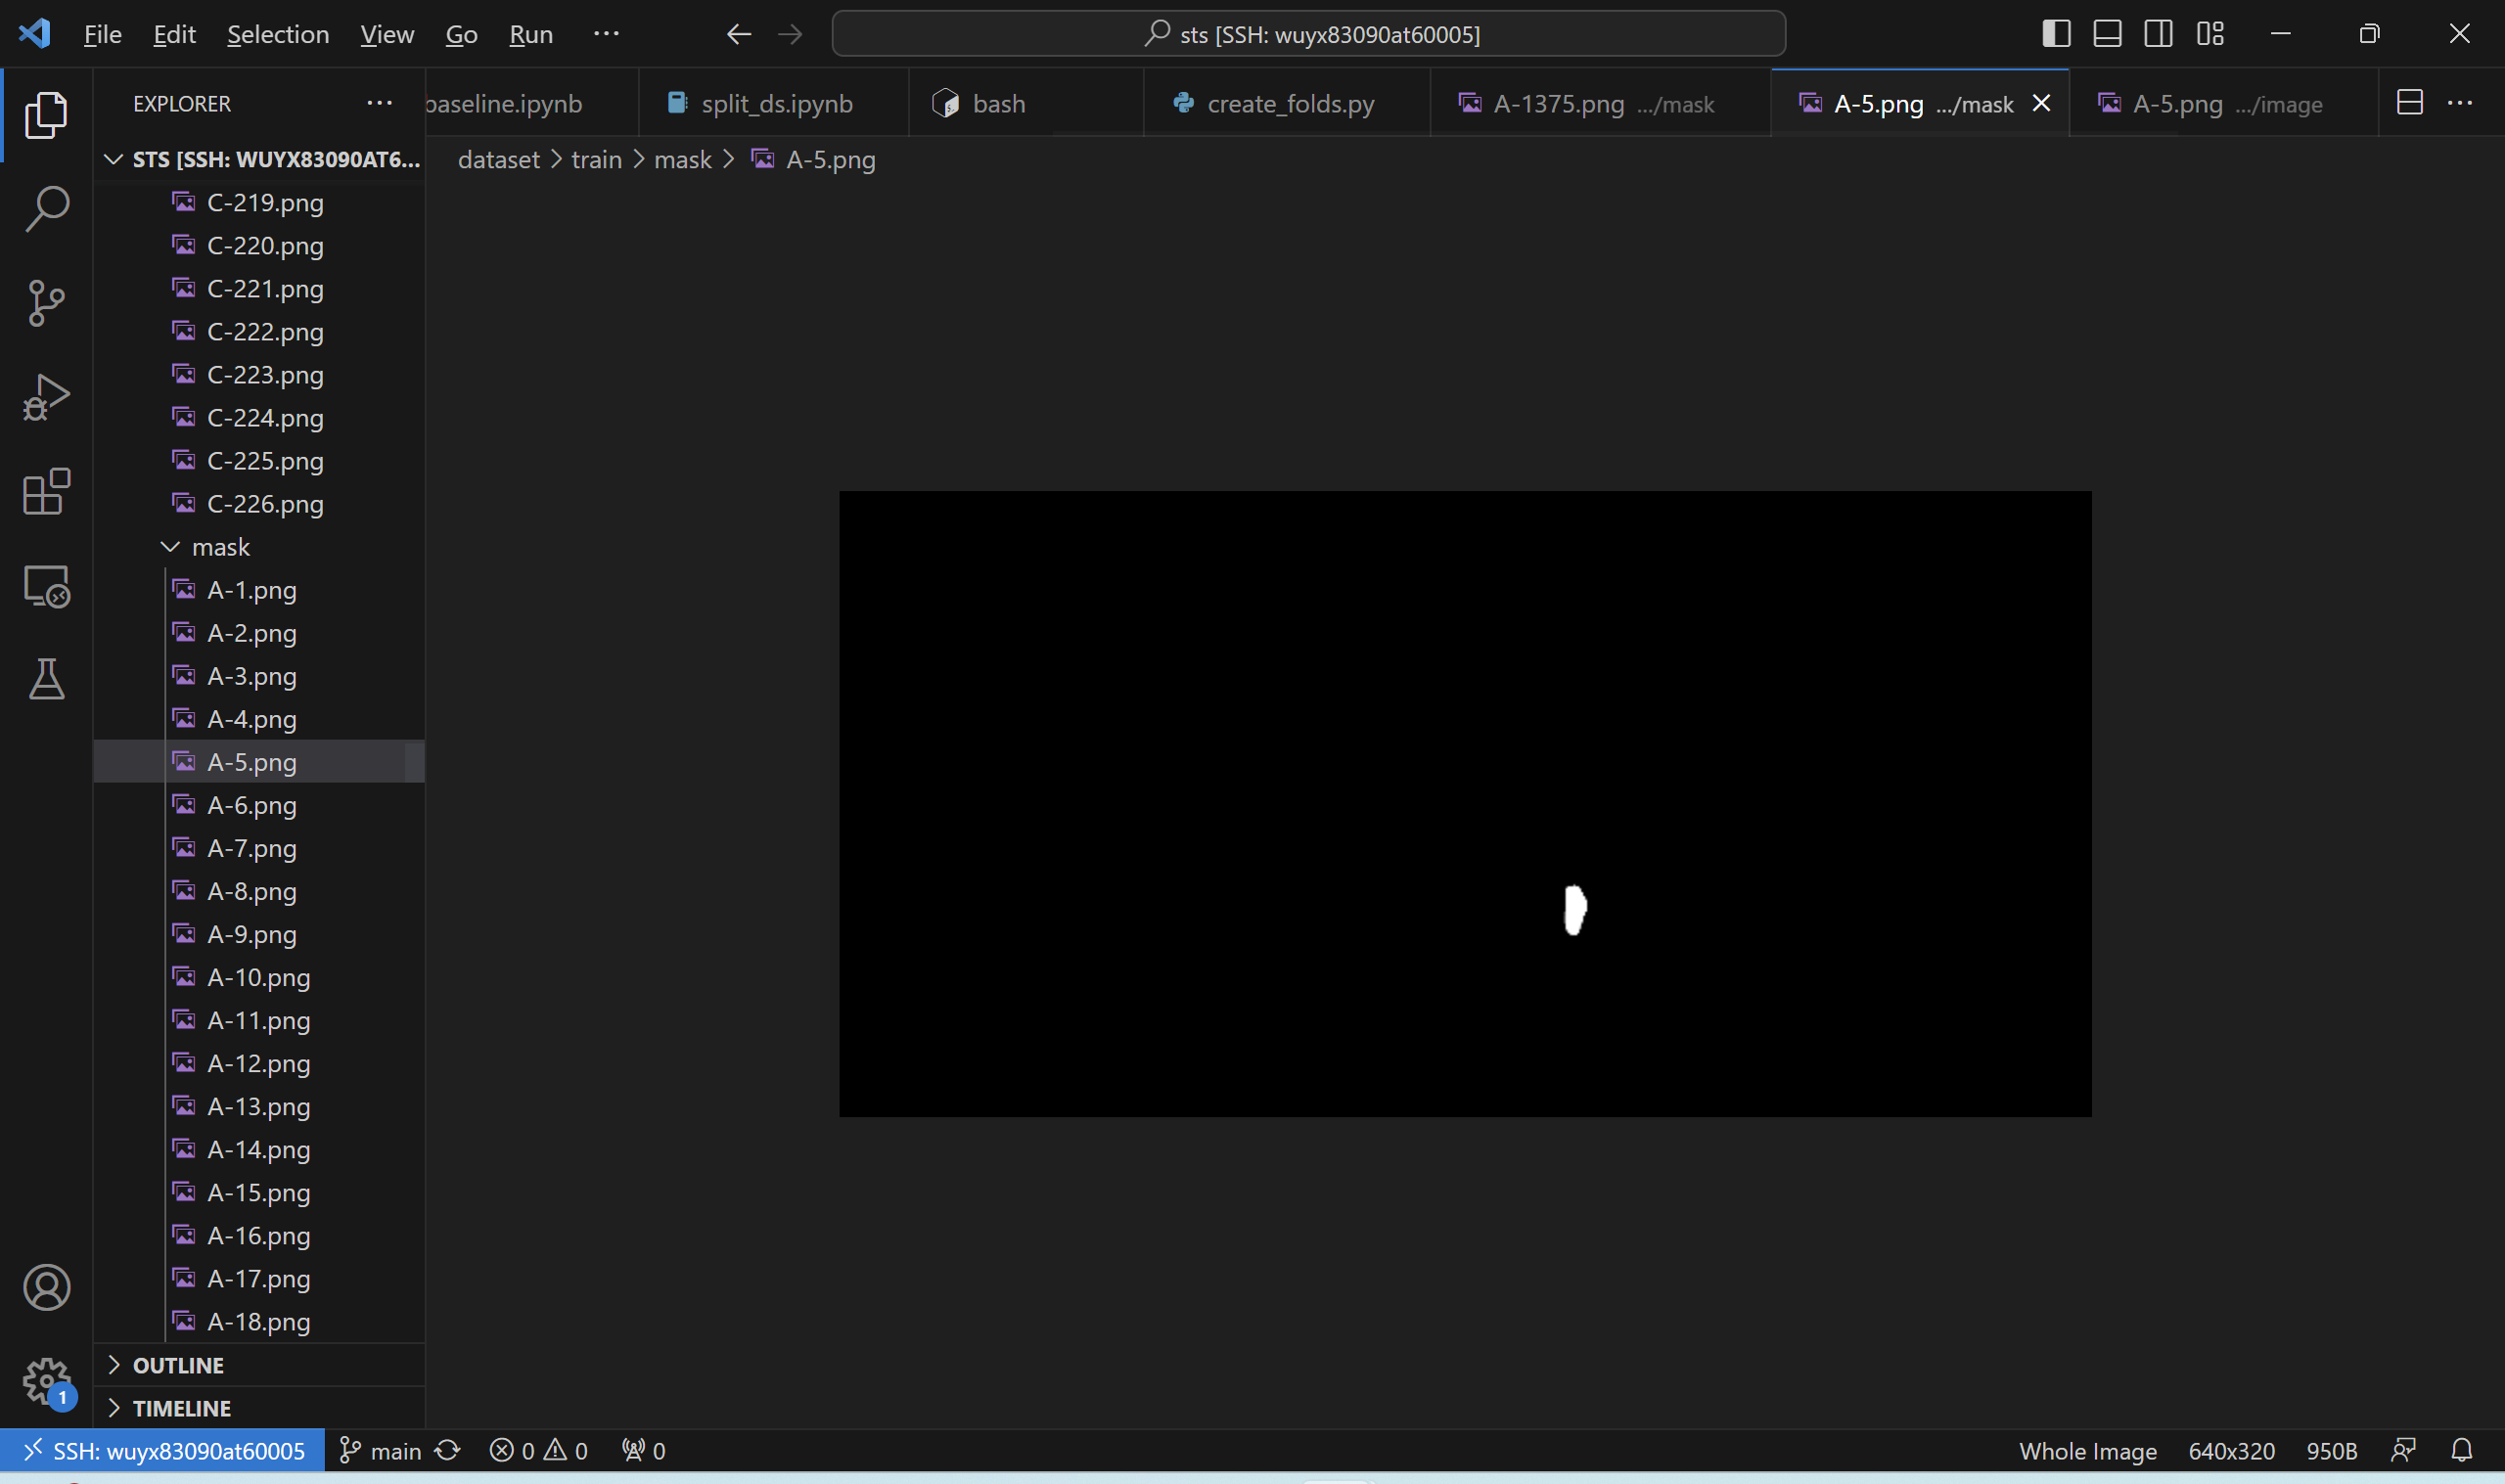 File Edit Selection View Go Run ···
sts [SSH: wuyx83090at60005]
EXPLORER
baseline.ipynb
split_ds.ipynb
bash
create_folds.py
A-1375.png .../mask
A-5.png .../mask
A-5.png .../image
STS [SSH: WUYX83090AT6...
dataset > train > mask > A-5.png
C-219.png
C-220.png
C-221.png
C-222.png
C-223.png
C-224.png
C-225.png
C-226.png
mask
A-1.png
A-2.png
A-3.png
A-4.png
A-5.png
A-6.png
A-7.png
A-8.png
A-9.png
A-10.png
A-11.png
A-12.png
A-13.png
A-14.png
A-15.png
A-16.png
A-17.png
A-18.png
OUTLINE
1
TIMELINE
SSH: wuyx83090at60005 main 0 0 0 Whole Image 640x320 950B